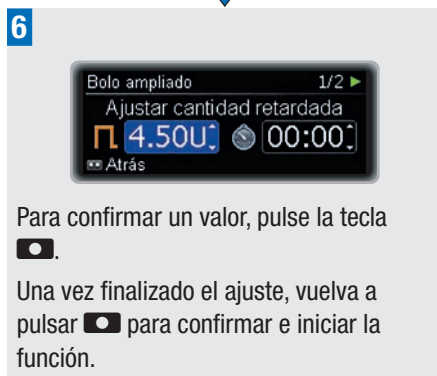 6
Bolo ampliado 1/2
Ajustar cantidad retardada
4.50U 00:00
Atrás
Para confirmar un valor, pulse la tecla
.
Una vez finalizado el ajuste, vuelva a
pulsar para confirmar e iniciar la
función.